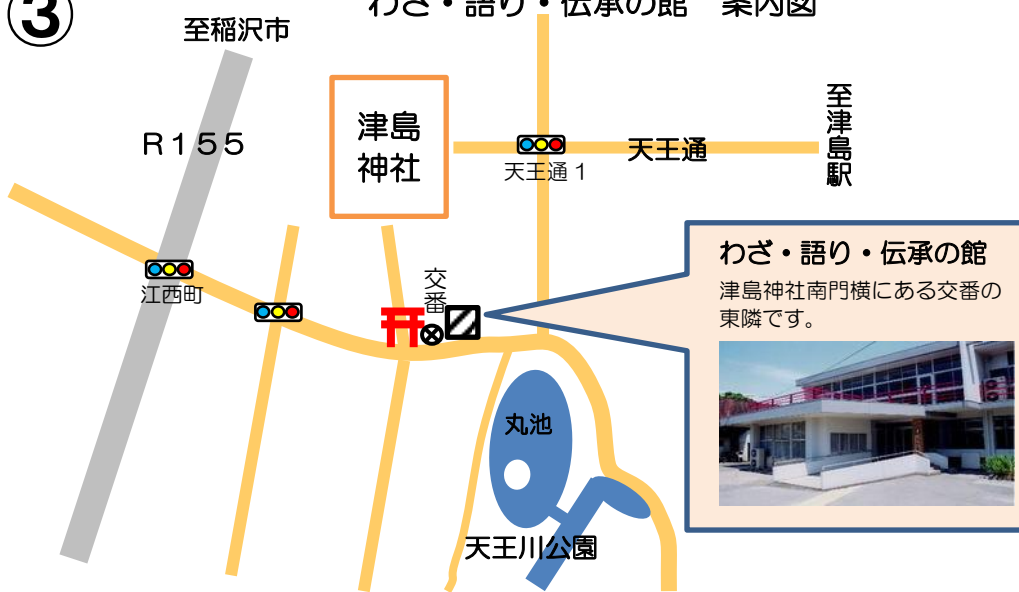 ③
わざ・語り・伝承の館 案内図
至稲沢市
R155
津島
神社
天王通
天王通1
至津島駅
江西町
交番
わざ・語り・伝承の館
津島神社南門横にある交番の
東隣です。
丸池
天王川公園